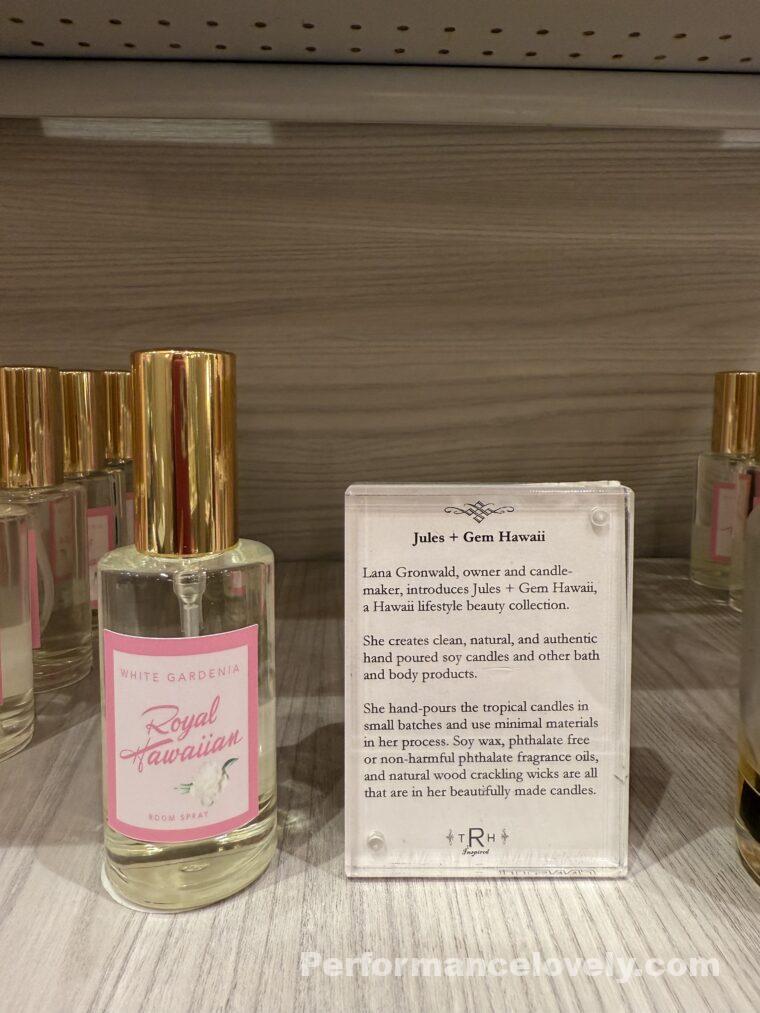 WHITE GARDENIA
Royal
Hawaiian
ROOM SPRAY
Jules + Gem Hawaii
Lana Gronwald, owner and candle-
maker, introduces Jules + Gem Hawaii,
a Hawaii lifestyle beauty collection.
She creates clean, natural, and authentic
hand poured soy candles and other bath
and body products.
She hand-pours the tropical candles in
small batches and use minimal materials
in her process. Soy wax, phthalate free
or non-harmful phthalate fragrance oils,
and natural wood crackling wicks are all
that are in her beautifully made candles.
TRH
Inspired
Performancelovely.com